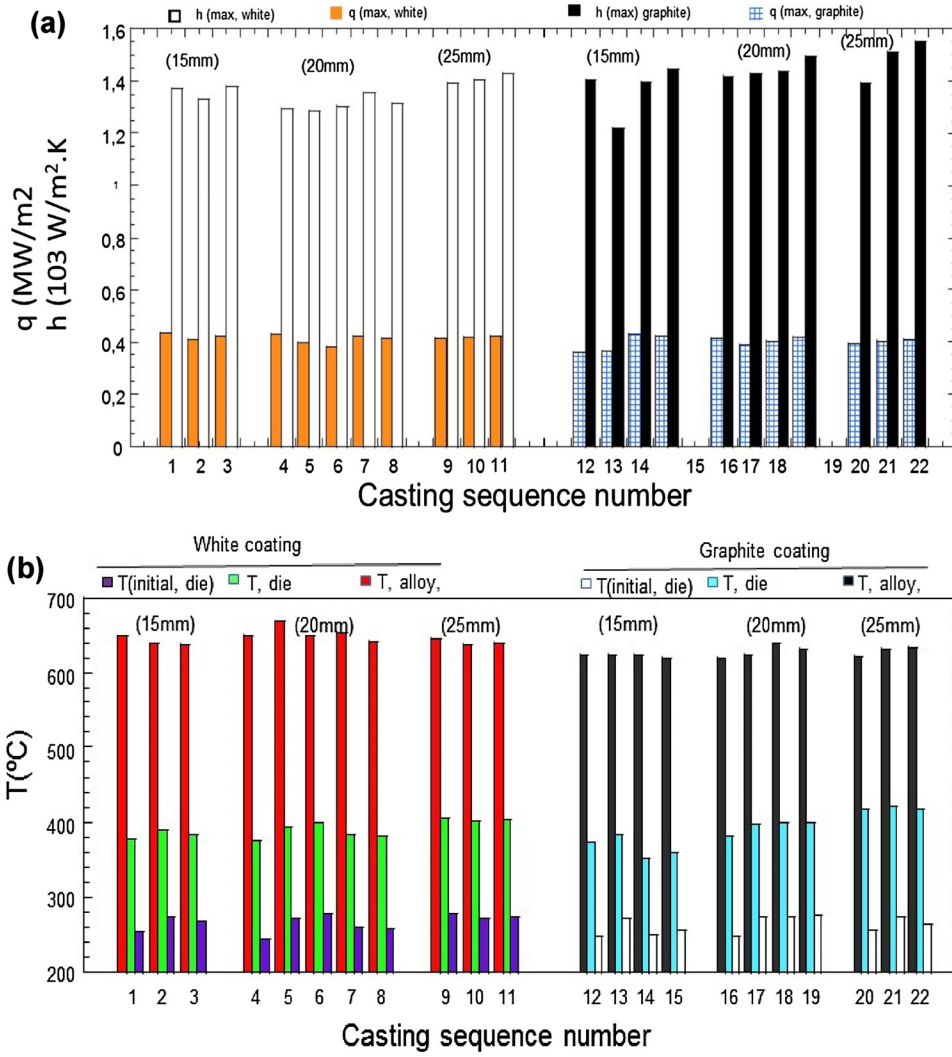 (a)
h (max, white) q (max, white) h (max) graphite) q (max, graphite)
1,6
1,4
1,2
1
0,8
0,6
0,4
0,2
0
q (MW/m2
h (103 W/m².K
(15mm) (20mm) (25mm) (15mm) (20mm) (25mm)
1 2 3 4 5 6 7 8 9 10 11 12 13 14 15 16 17 18 19 20 21 22
Casting sequence number
(b)
White coating Graphite coating
T(initial, die) T, die T, alloy, T(initial, die) T, die T, alloy,
700
600
500
400
300
200
T(ºC)
(15mm) (20mm) (25mm) (15mm) (20mm) (25mm)
1 2 3 4 5 6 7 8 9 10 11 12 13 14 15 16 17 18 19 20 21 22
Casting sequence number